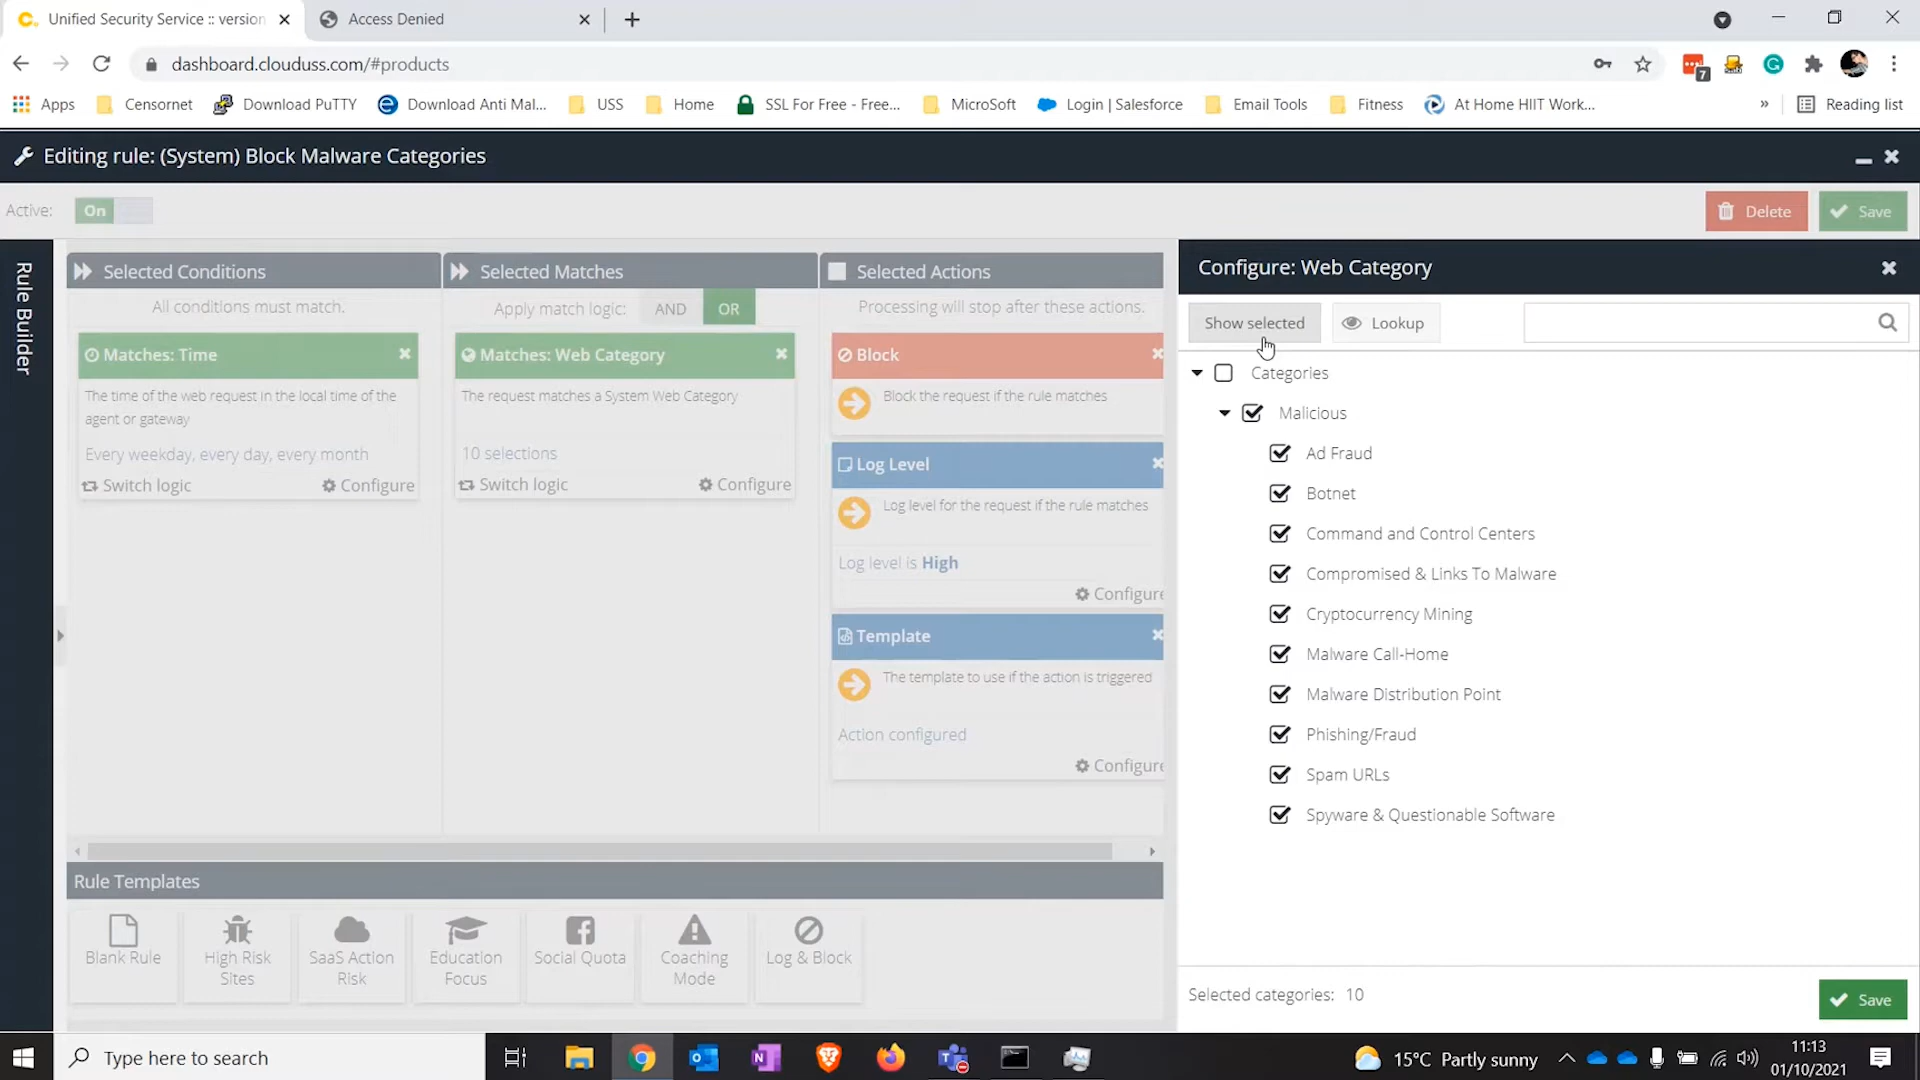 Unified Security Service :: version
Access Denied
dashboard.clouduss.com/#products
7
Apps
Censornet
Download PuTTY
Download Anti Mal...
USS
Home
SSL For Free - Free...
MicroSoft
Login | Salesforce
Email Tools
Fitness
At Home HIIT Work...
»
Reading list
Editing rule: (System) Block Malware Categories
Active:
On
Delete
Save
Rule Builder
Selected Conditions
All conditions must match.
Matches: Time
The time of the web request in the local time of the
agent or gateway
Every weekday, every day, every month
Switch logic
Configure
Selected Matches
Apply match logic:
AND
OR
Matches: Web Category
The request matches a System Web Category
10 selections
Switch logic
Configure
Selected Actions
Processing will stop after these actions.
Block
Block the request if the rule matches
Log Level
Log level for the request if the rule matches
Log level is High
Configure
Template
The template to use if the action is triggered
Action configured
Configure
Rule Templates
Blank Rule
High Risk
Sites
SaaS Action
Risk
Education
Focus
Social Quota
Coaching
Mode
Log & Block
Configure: Web Category
Show selected
Lookup
Categories
Malicious
Ad Fraud
Botnet
Command and Control Centers
Compromised & Links To Malware
Cryptocurrency Mining
Malware Call-Home
Malware Distribution Point
Phishing/Fraud
Spam URLs
Spyware & Questionable Software
Selected categories: 10
Save
Type here to search
15°C Partly sunny
11:13
01/10/2021